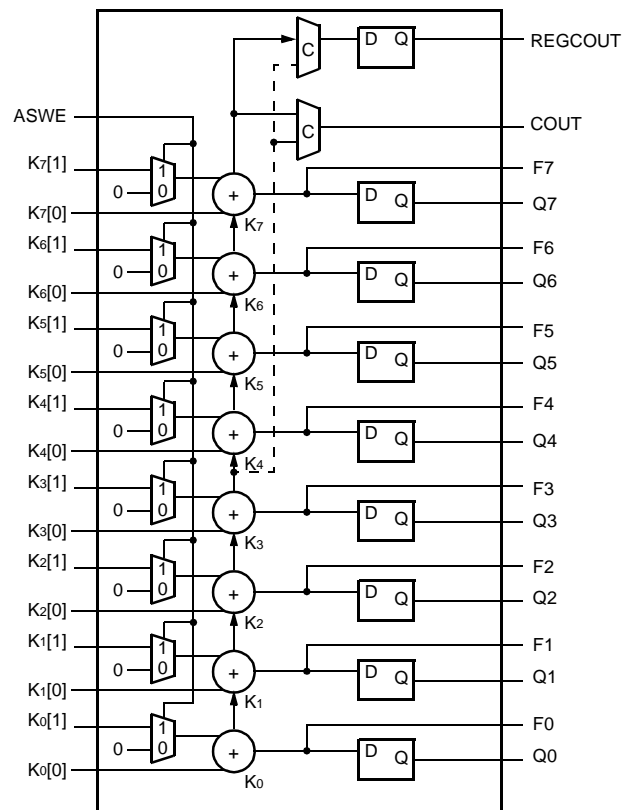 D Q REGCOUT
C
ASWE
C COUT
K7[1] 1 F7
0 0 + D Q Q7
K7[0] K7
K6[1] 1 F6
0 0 + D Q Q6
K6[0] K6
K5[1] 1 F5
0 0 + D Q Q5
K5[0] K5
K4[1] 1 F4
0 0 + D Q Q4
K4[0] K4
K3[1] 1 F3
0 0 + D Q Q3
K3[0] K3
K2[1] 1 F2
0 0 + D Q Q2
K2[0] K2
K1[1] 1 F1
0 0 + D Q Q1
K1[0] K1
K0[1] 1 F0
0 0 + D Q Q0
K0[0] K0